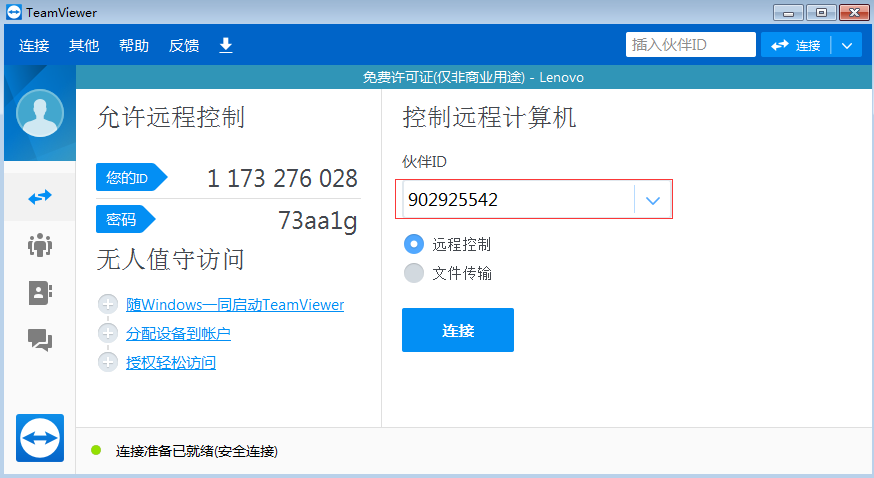 TeamViewer
连接 其他 帮助 反馈
插入伙伴ID
连接
免费许可证(仅非商业用途) - Lenovo
允许远程控制
您的ID 1 173 276 028
密码 73aa1g
无人值守访问
随Windows一同启动TeamViewer
分配设备到帐户
授权轻松访问
控制远程计算机
伙伴ID
902925542
远程控制
文件传输
连接
连接准备已就绪(安全连接)